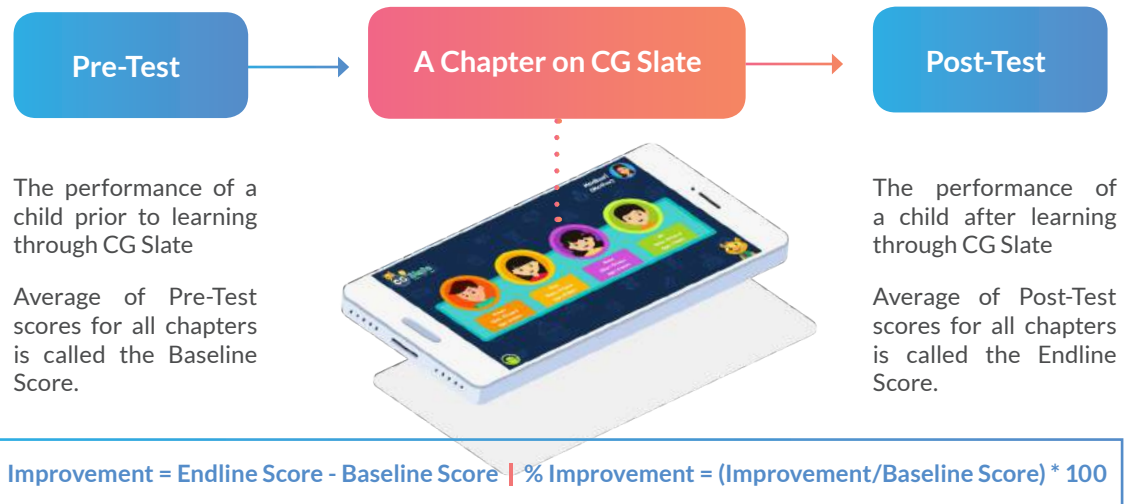 Pre-Test
A Chapter on CG Slate
Post-Test
The performance of a
child prior to learning
through CG Slate
Average of Pre-Test
scores for all chapters
is called the Baseline
Score.
The performance of
a child after learning
through CG Slate
Average of Post-Test
scores for all chapters
is called the Endline
Score.
CG Slate
Improvement = Endline Score - Baseline Score | % Improvement = (Improvement/Baseline Score) * 100